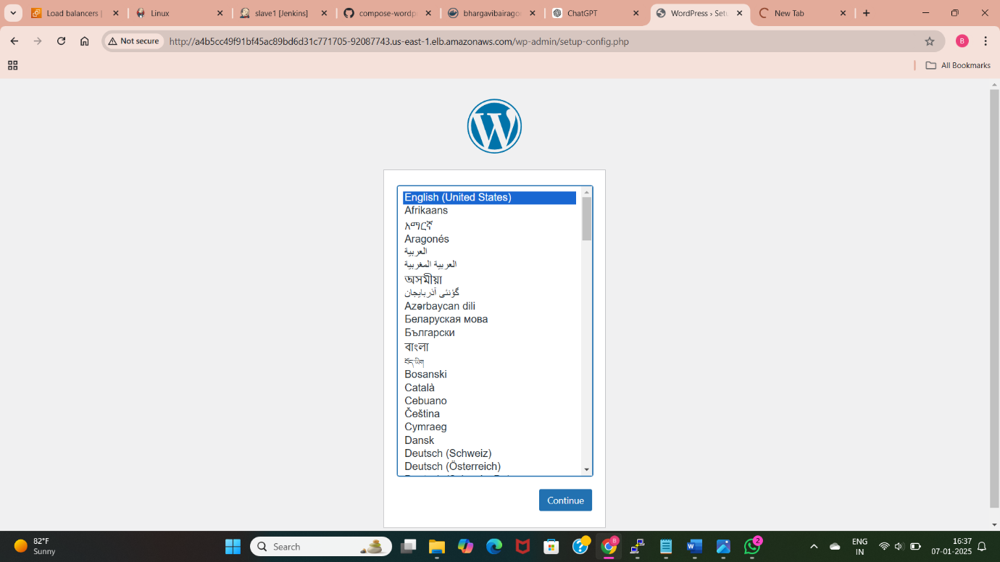 Load balancers |
Linux
slave1 [Jenkins]
compose-wordp
bhargavibairago
ChatGPT
WordPress › Setu
New Tab
Not secure
http://a4b5cc49f91bf45ac89bd6d31c771705-92087743.us-east-1.elb.amazonaws.com/wp-admin/setup-config.php
B
All Bookmarks
English (United States)
Afrikaans
አማርኛ
Aragonés
العربية
العربية المغربية
অসমীয়া
گؤنئی آذربایجان
Azərbaycan dili
Беларуская мова
Български
বাংলা
བོད་ཡིག
Bosanski
Català
Cebuano
Čeština
Cymraeg
Dansk
Deutsch (Schweiz)
Deutsch (Österreich)
Continue
82°F
Sunny
Search
B
2
ENG
IN
16:37
07-01-2025